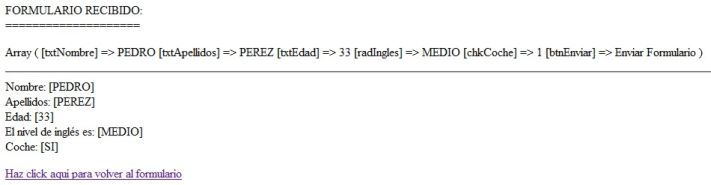 FORMULARIO RECIBIDO:
====================
Array ( [txtNombre] => PEDRO [txtApellidos] => PEREZ [txtEdad] => 33 [radIngles] => MEDIO [chkCoche] => 1 [btnEnviar] => Enviar Formulario )
Nombre: [PEDRO]
Apellidos: [PEREZ]
Edad: [33]
El nivel de inglés es: [MEDIO]
Coche: [SI]
Haz click aqui para volver al formulario